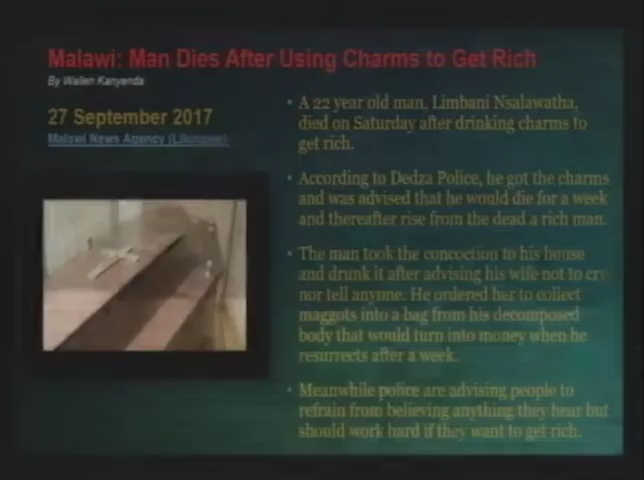 Malawi: Man Dies After Using Charms to Get Rich
By Wallen Kanyenda
27 September 2017
Malawi News Agency (Lilongwe)
• A 22 year old man, Limbani Nsalawatha,
died on Saturday after drinking charms to
get rich.
• According to Dedza Police, he got the charms
and was advised that he would die for a week
and thereafter rise from the dead a rich man.
• The man took the concoction to his house
and drunk it after advising his wife not to cry
nor tell anyone. He ordered her to collect
maggots into a bag from his decomposed
body that would turn into money when he
resurrects after a week.
• Meanwhile police are advising people to
refrain from believing anything they hear but
should work hard if they want to get rich.